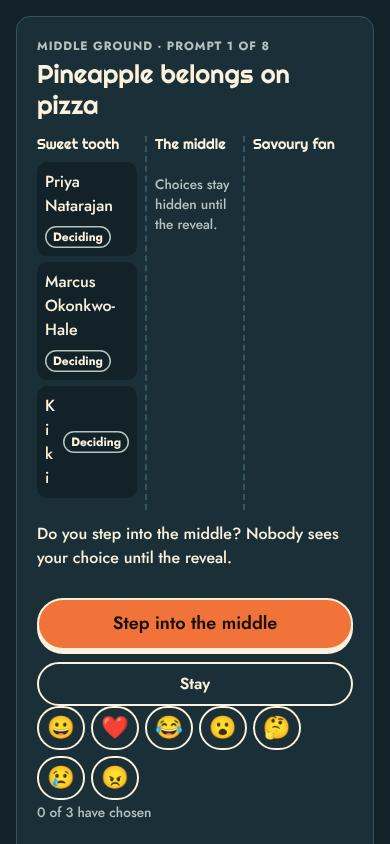 MIDDLE GROUND · PROMPT 1 OF 8
Pineapple belongs on
pizza
Sweet tooth
The middle
Savoury fan
Priya
Natarajan
Deciding
Marcus
Okonkwo-
Hale
Deciding
K
i
k
i
Deciding
Choices stay
hidden until
the reveal.
Do you step into the middle? Nobody sees
your choice until the reveal.
Step into the middle
Stay
😀 ❤️ 😂 😮 🤔
😢 😠
0 of 3 have chosen